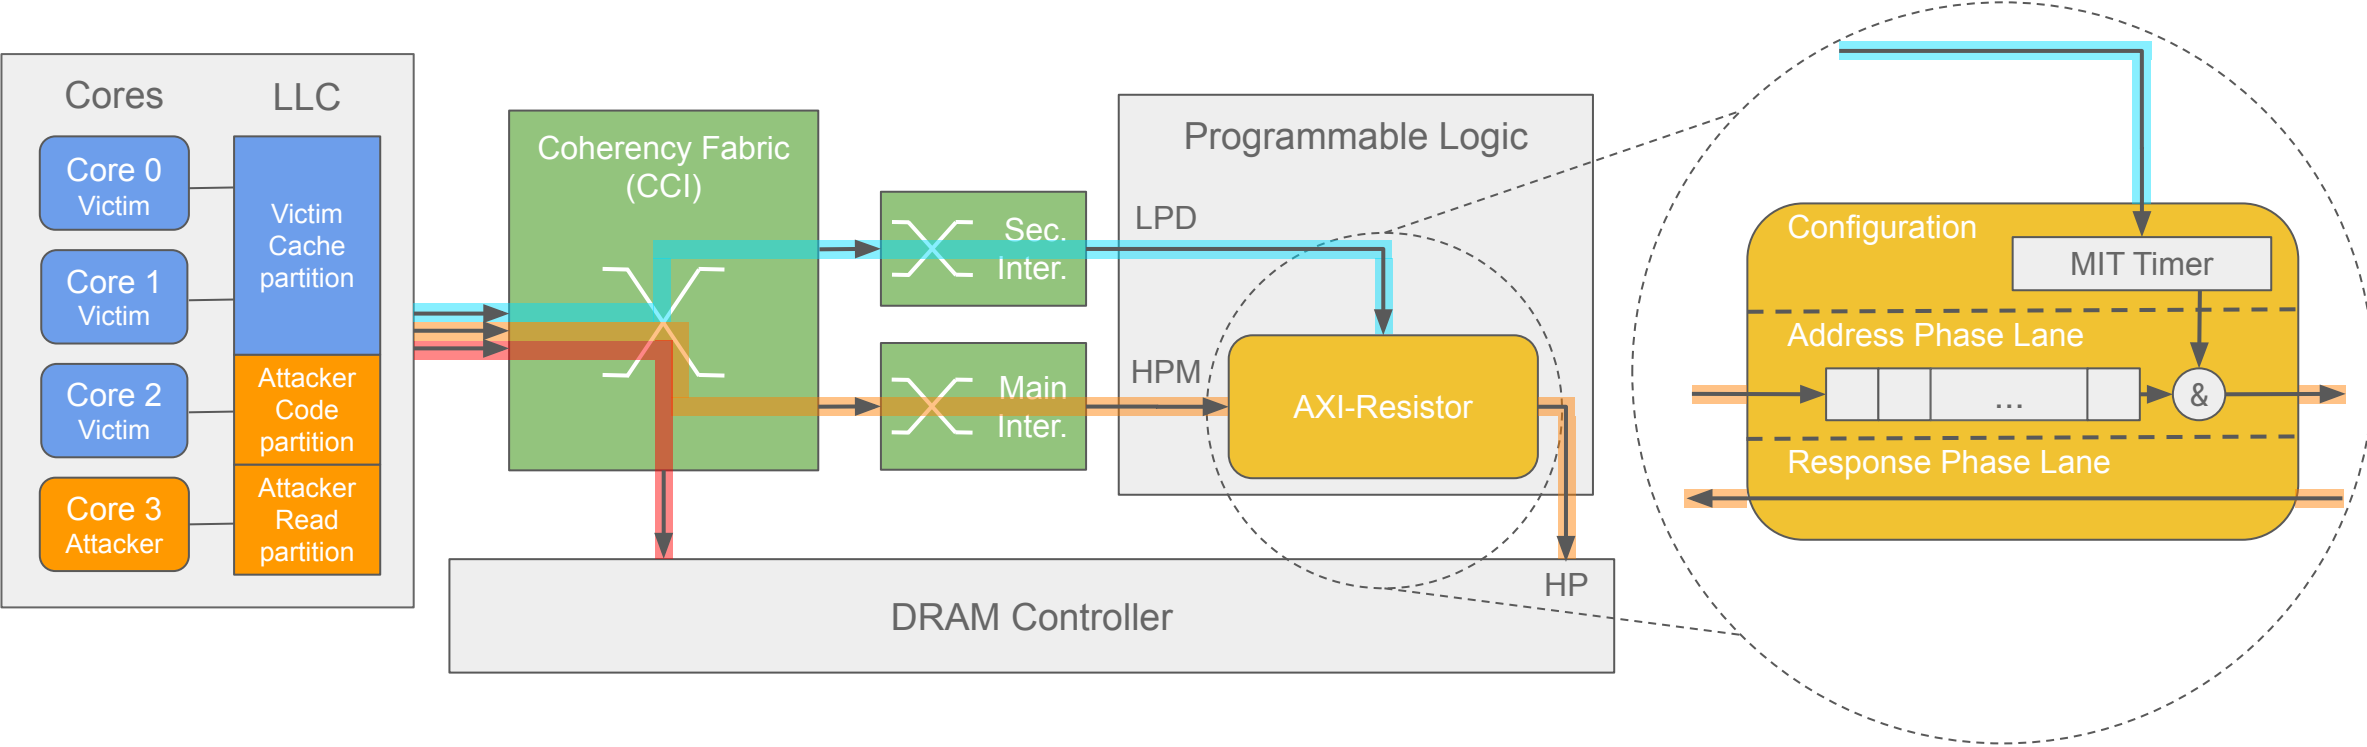 Cores
LLC
Core 0
Victim
Core 1
Victim
Core 2
Victim
Core 3
Attacker
Victim
Cache
partition
Attacker
Code
partition
Attacker
Read
partition
Coherency Fabric
(CCI)
Sec.
Inter.
Main
Inter.
Programmable Logic
LPD
HPM
AXI-Resistor
HP
DRAM Controller
Configuration
MIT Timer
Address Phase Lane
...
&
Response Phase Lane